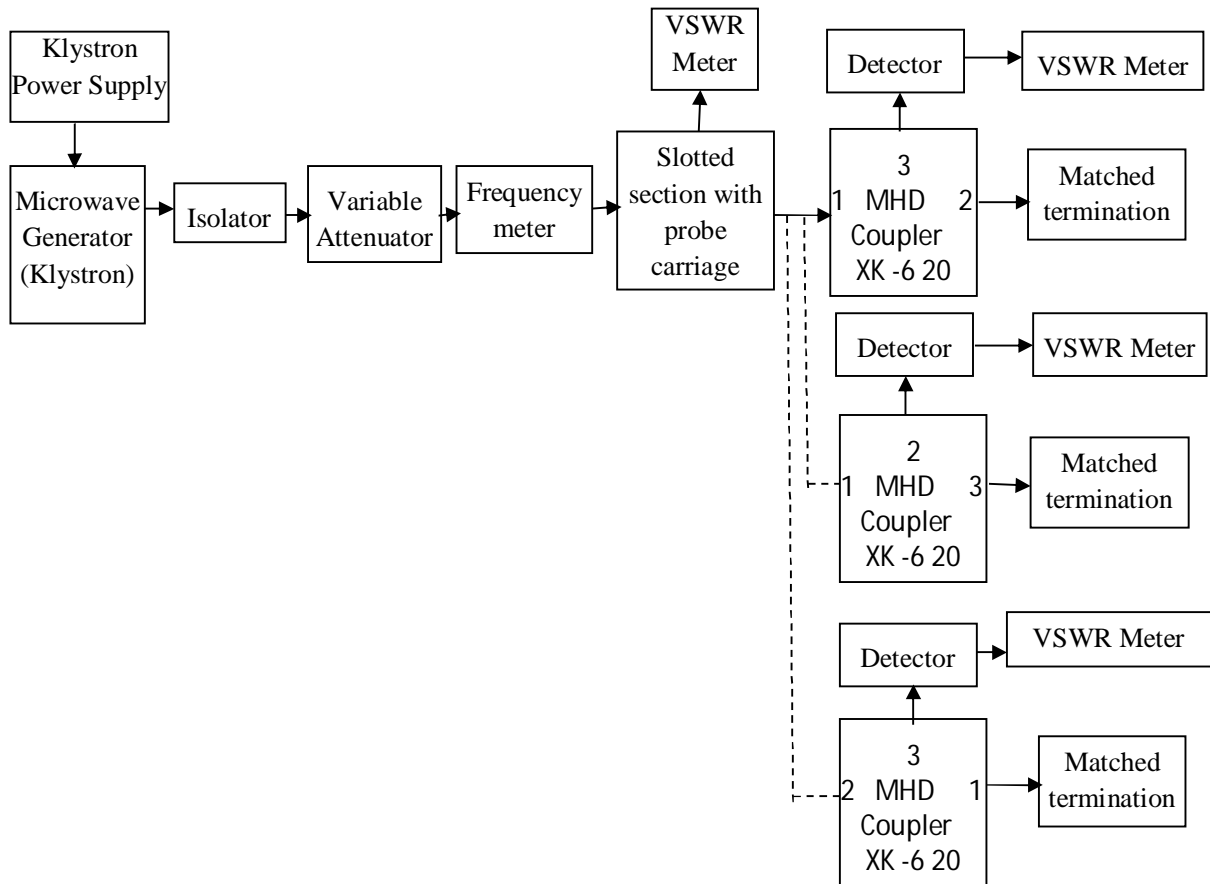 Klystron
Power Supply
Microwave
Generator
(Klystron)
Isolator
Variable
Attenuator
Frequency
meter
VSWR
Meter
Slotted
section with
probe
carriage
Detector
VSWR Meter
3
1 MHD 2
Coupler
XK -6 20
Matched
termination
Detector
VSWR Meter
2
1 MHD 3
Coupler
XK -6 20
Matched
termination
Detector
VSWR Meter
3
2 MHD 1
Coupler
XK -6 20
Matched
termination